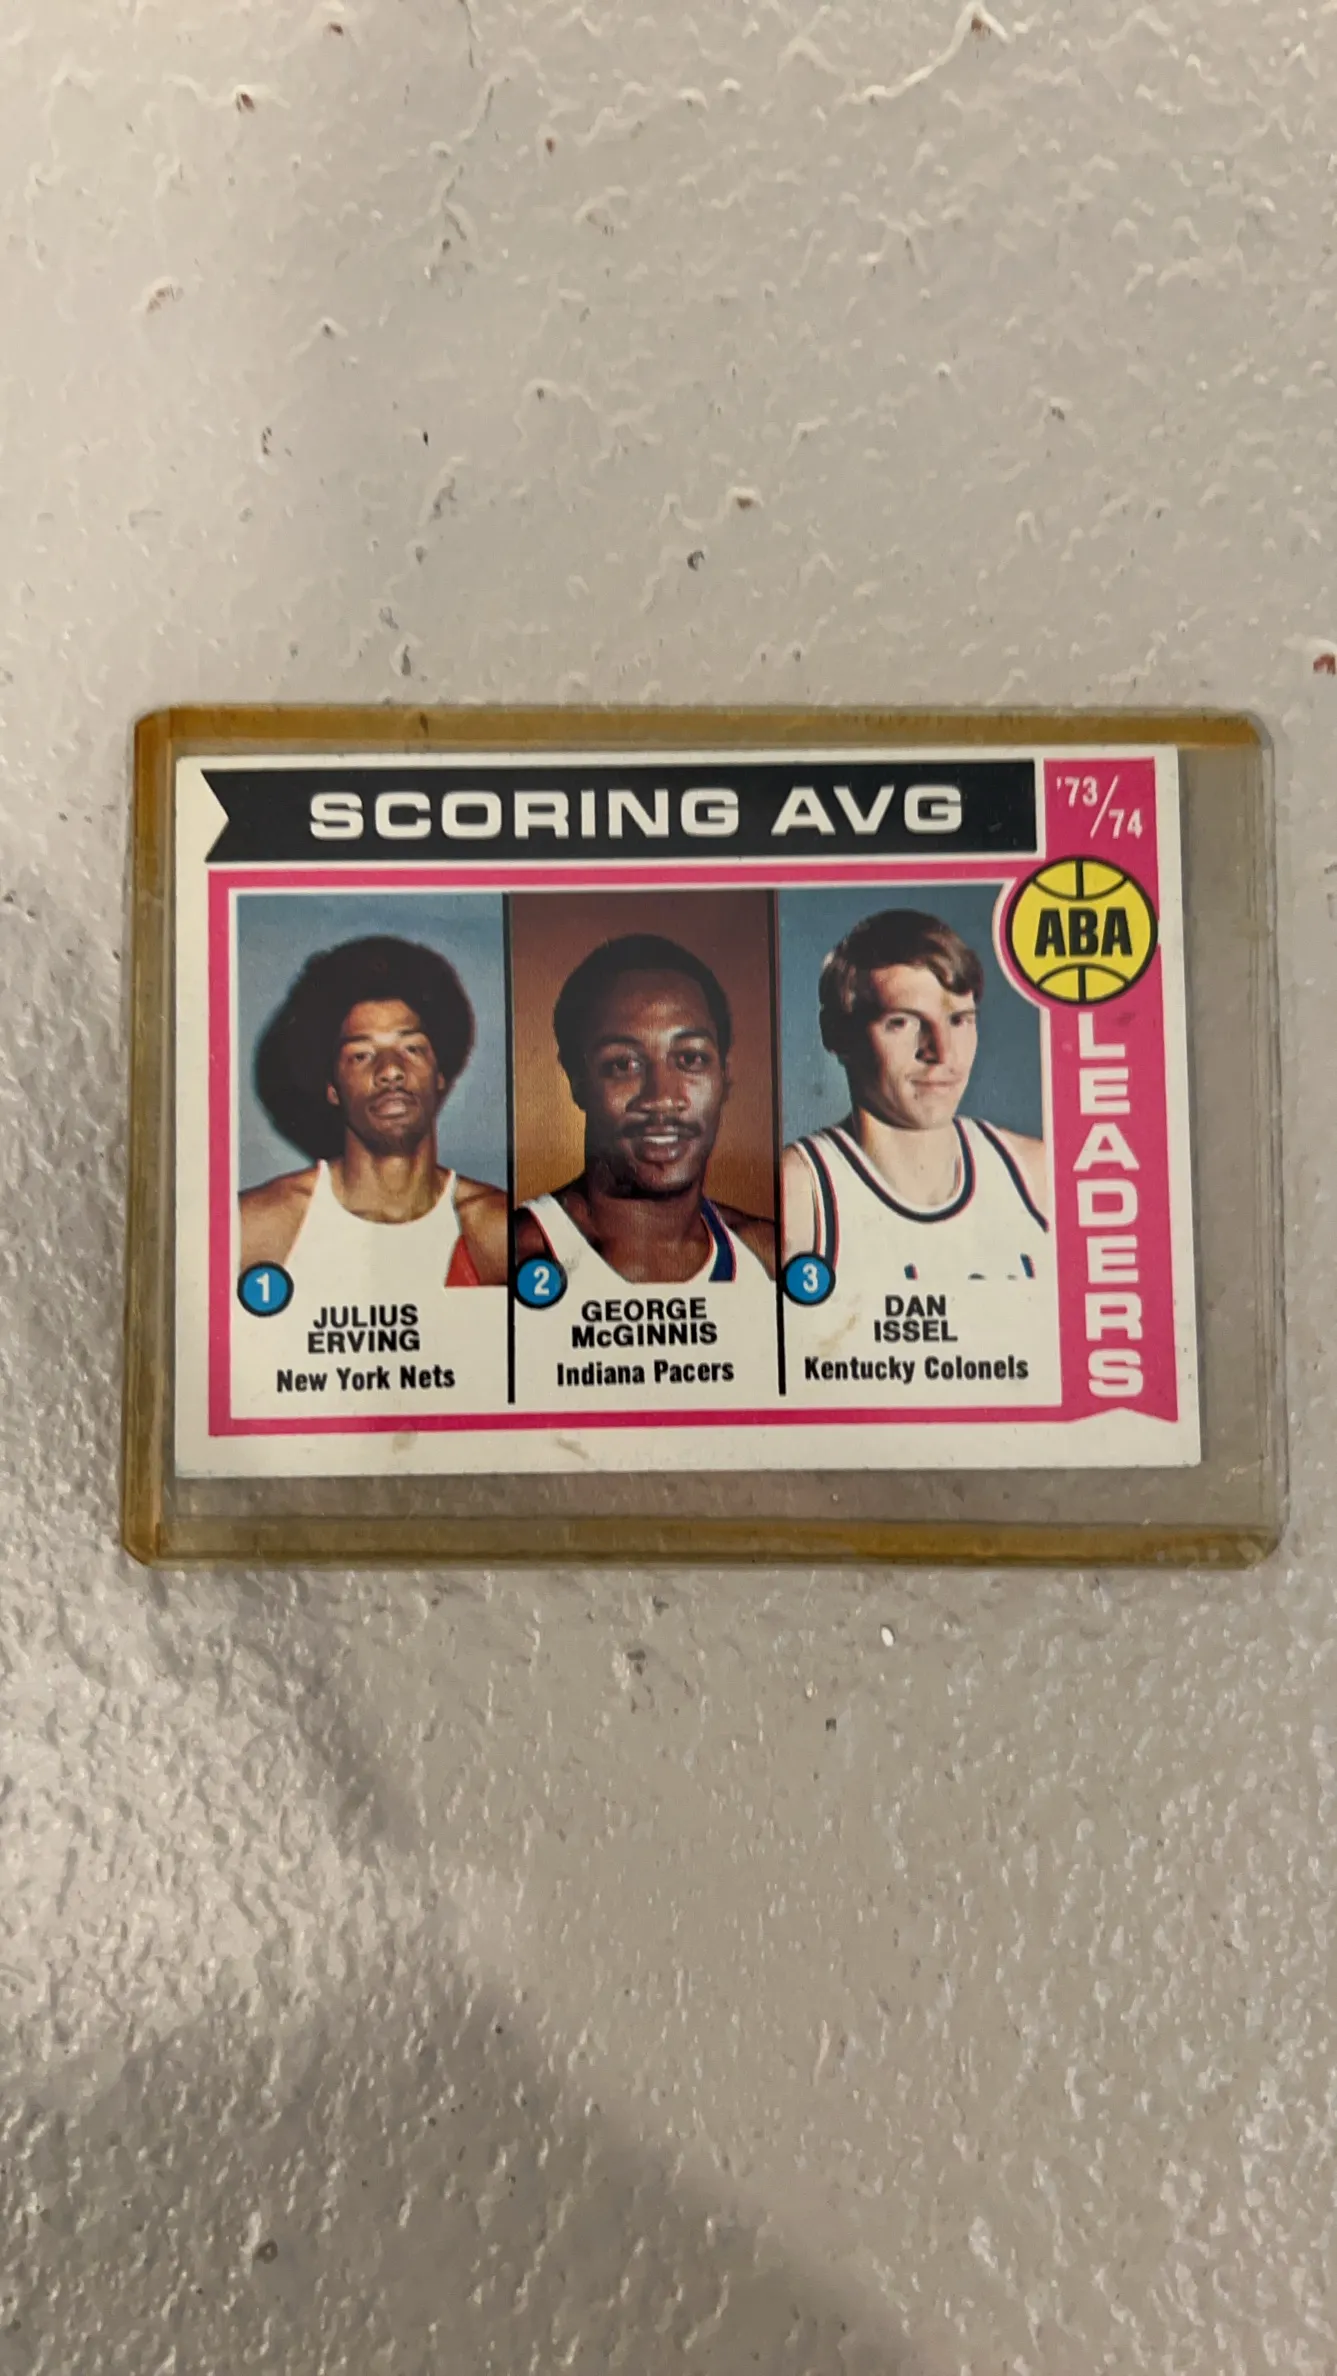 SCORING AVG
'73/74
ABA
LEADERS
1
JULIUS
ERVING
New York Nets
2
GEORGE
McGINNIS
Indiana Pacers
3
DAN
ISSEL
Kentucky Colonels